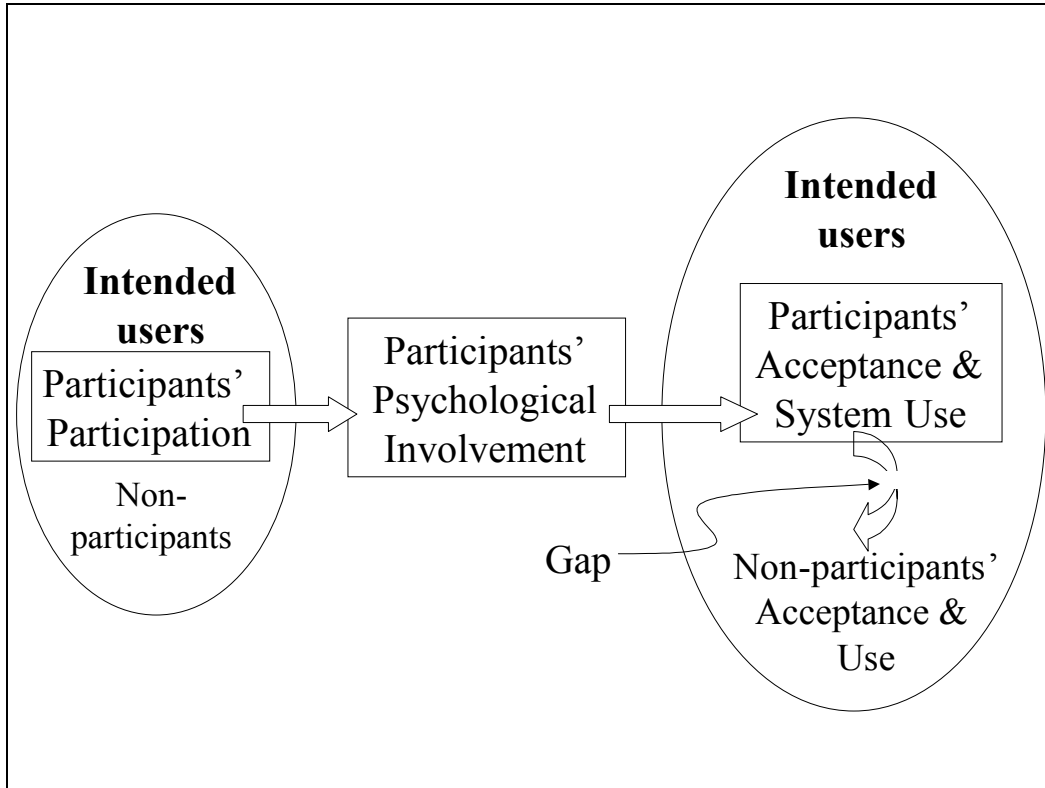 Intended
users
Participants’
Participation
Non-
participants
Participants’
Psychological
Involvement
Intended
users
Participants’
Acceptance &
System Use
Gap
Non-participants’
Acceptance &
Use